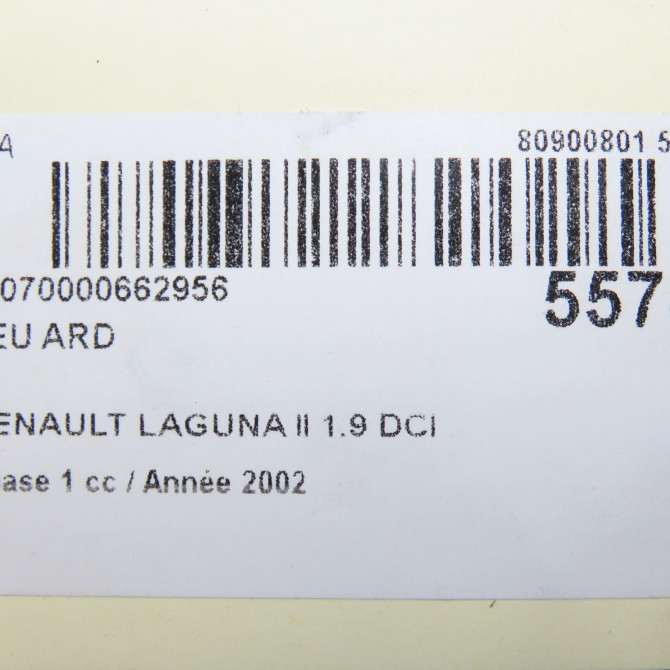 A 80900801 5
070000662956 557
EU ARD
ENAULT LAGUNA II 1.9 DCI
ase 1 cc / Année 2002